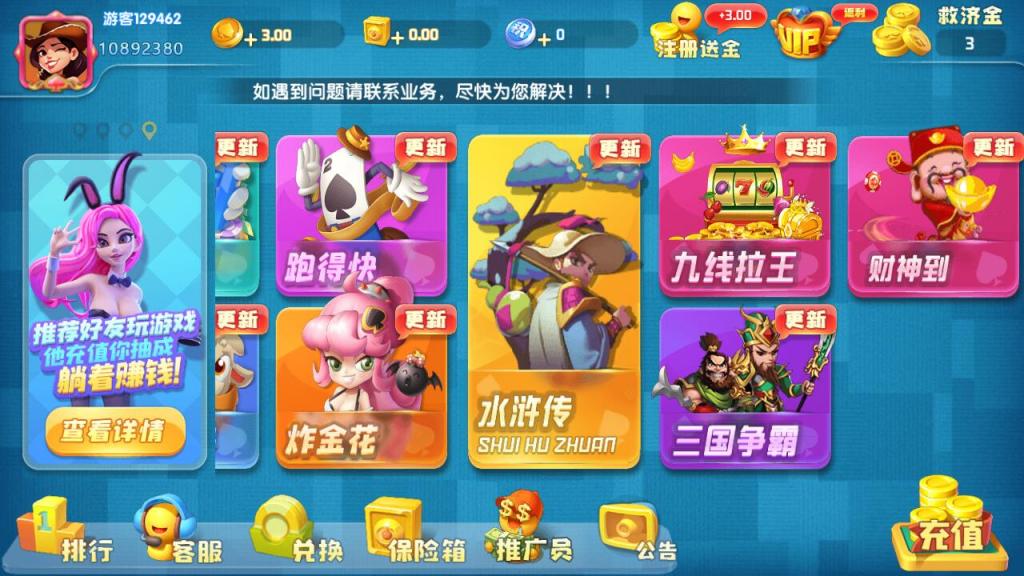 游客129462
10892380
+3.00
+0.00
积
+0
+3.00
注册送金
VIP
福利
救济金
3
如遇到问题请联系业务，尽快为您解决！！！
更新
更新
更新
更新
更新
2
7
跑得快
九线拉王
财神到
推荐好友玩游戏
他充值你抽成
躺着赚钱!
查看详情
更新
更新
更新
炸金花
水浒传
SHUI HU ZHUAN
三国争霸
1
排行
客服
兑换
保险箱
$$
推广员
公告
充值